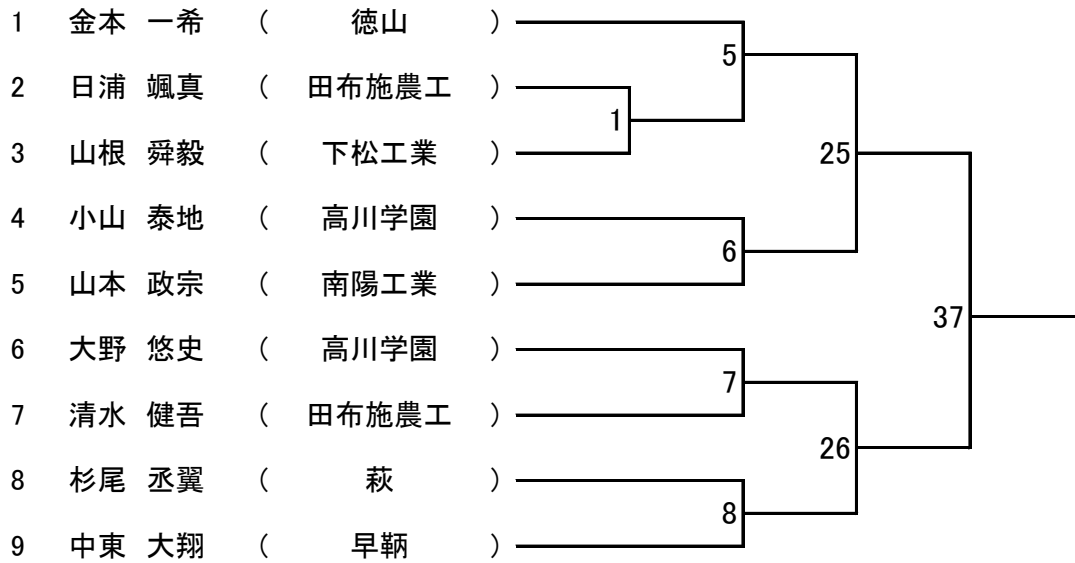 1 金本 一希 ( 徳山 )
5
2 日浦 颯真 ( 田布施農工 )
1
3 山根 舜毅 ( 下松工業 )
25
4 小山 泰地 ( 高川学園 )
6
5 山本 政宗 ( 南陽工業 )
37
6 大野 悠史 ( 高川学園 )
7
7 清水 健吾 ( 田布施農工 )
26
8 杉尾 丞翼 ( 萩 )
8
9 中東 大翔 ( 早鞆 )